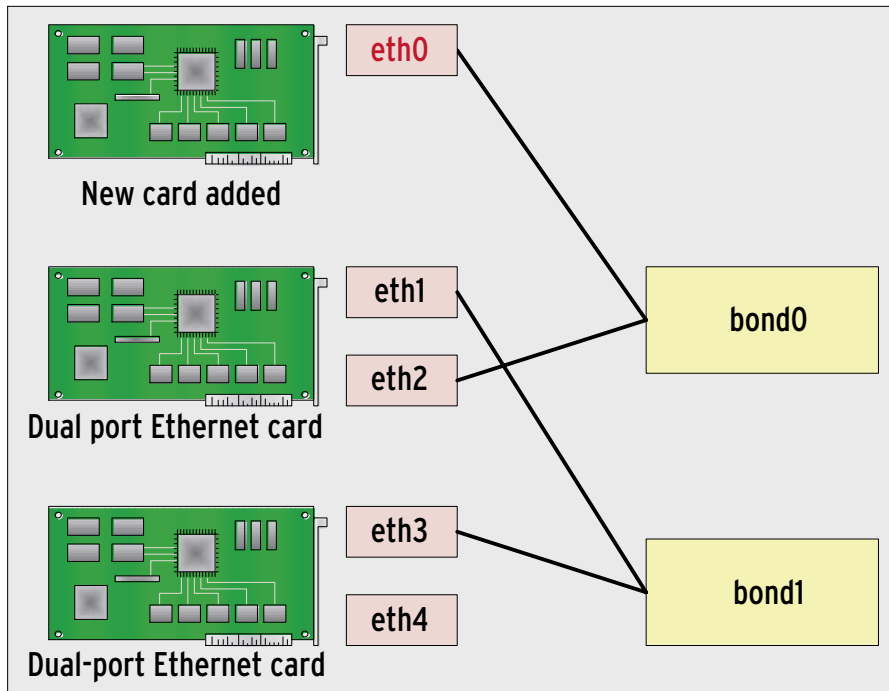 eth0
New card added
eth1
bond0
eth2
Dual port Ethernet card
eth3
bond1
eth4
Dual-port Ethernet card